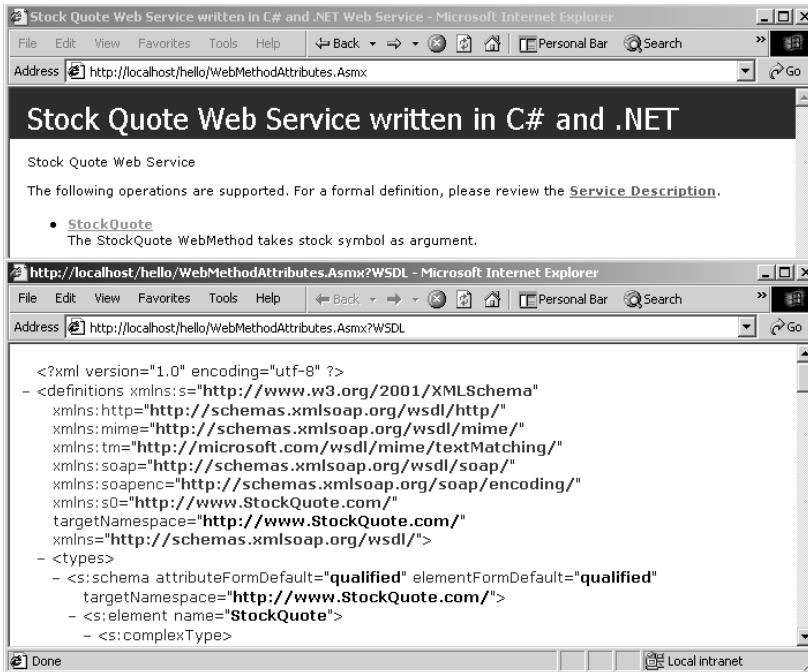 Stock Quote Web Service written in C# and .NET Web Service - Microsoft Internet Explorer
File Edit View Favorites Tools Help Back Personal Bar Search »
Address http://localhost/hello/WebMethodAttributes.Asmx Go
Stock Quote Web Service written in C# and .NET
Stock Quote Web Service
The following operations are supported. For a formal definition, please review the Service Description.
• StockQuote
The StockQuote WebMethod takes stock symbol as argument.
http://localhost/hello/WebMethodAttributes.Asmx?WSDL - Microsoft Internet Explorer
File Edit View Favorites Tools Help Back Personal Bar Search »
Address http://localhost/hello/WebMethodAttributes.Asmx?WSDL Go
<?xml version="1.0" encoding="utf-8" ?>
- <definitions xmlns:s="http://www.w3.org/2001/XMLSchema"
xmlns:http="http://schemas.xmlsoap.org/wsdl/http/"
xmlns:mime="http://schemas.xmlsoap.org/wsdl/mime/"
xmlns:tm="http://microsoft.com/wsdl/mime/textMatching/"
xmlns:soap="http://schemas.xmlsoap.org/wsdl/soap/"
xmlns:soapenc="http://schemas.xmlsoap.org/soap/encoding/"
xmlns:s0="http://www.StockQuote.com/"
targetNamespace="http://www.StockQuote.com/"
xmlns="http://schemas.xmlsoap.org/wsdl/">
- <types>
- <s:schema attributeFormDefault="qualified" elementFormDefault="qualified"
targetNamespace="http://www.StockQuote.com/">
- <s:element name="StockQuote">
- <s:complexType>
Done Local intranet